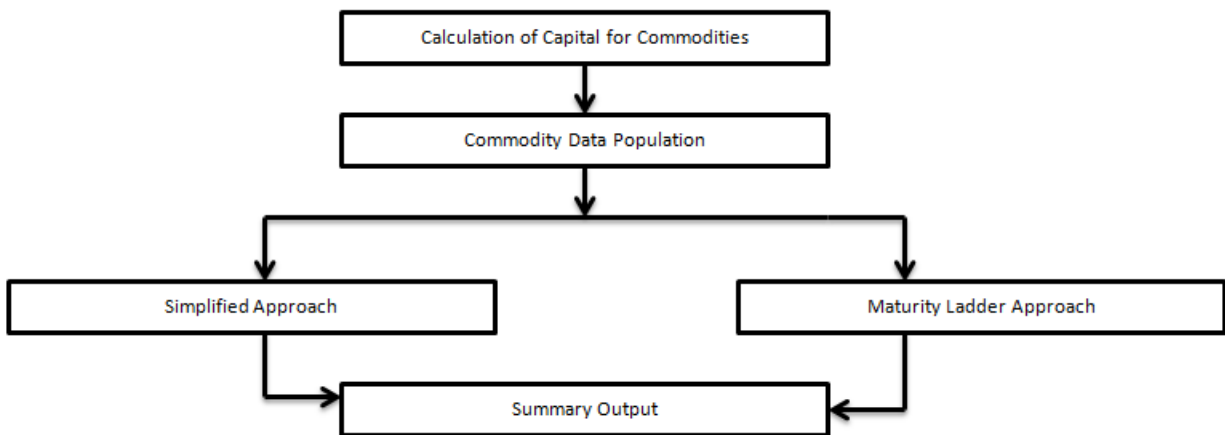 Calculation of Capital for Commodities
Commodity Data Population
Simplified Approach
Maturity Ladder Approach
Summary Output